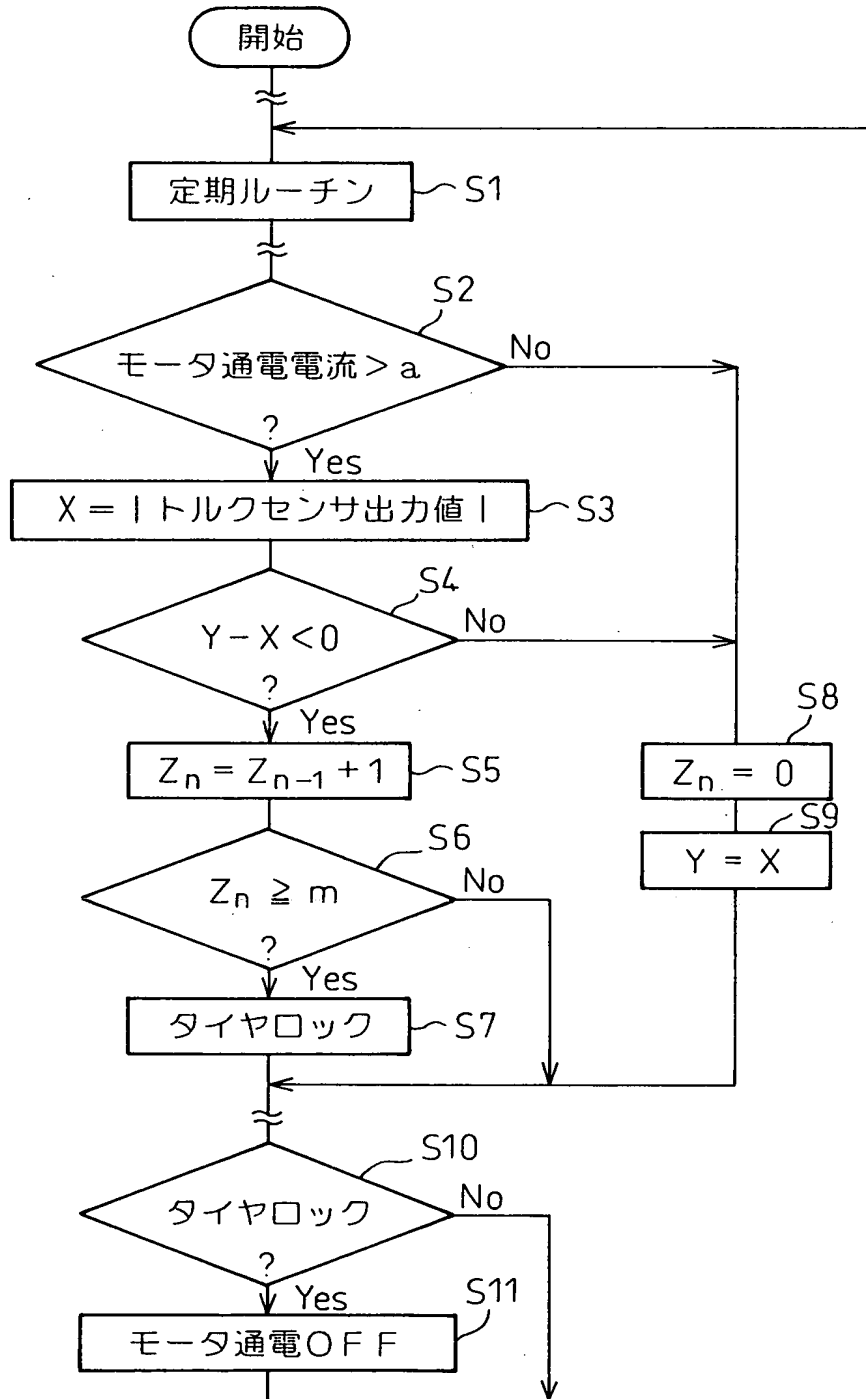 開始
定期ルーチン
S1
S2
モータ通電電流>a
?
No
Yes
X=|トルクセンサ出力値|
S3
S4
Y-X<0
?
No
Yes
Zn=Zn-1+1
S5
S8
Zn = 0
S9
Y = X
S6
Zn ≧ m
?
No
Yes
タイヤロック
S7
S10
タイヤロック
?
No
Yes
S11
モータ通電OFF